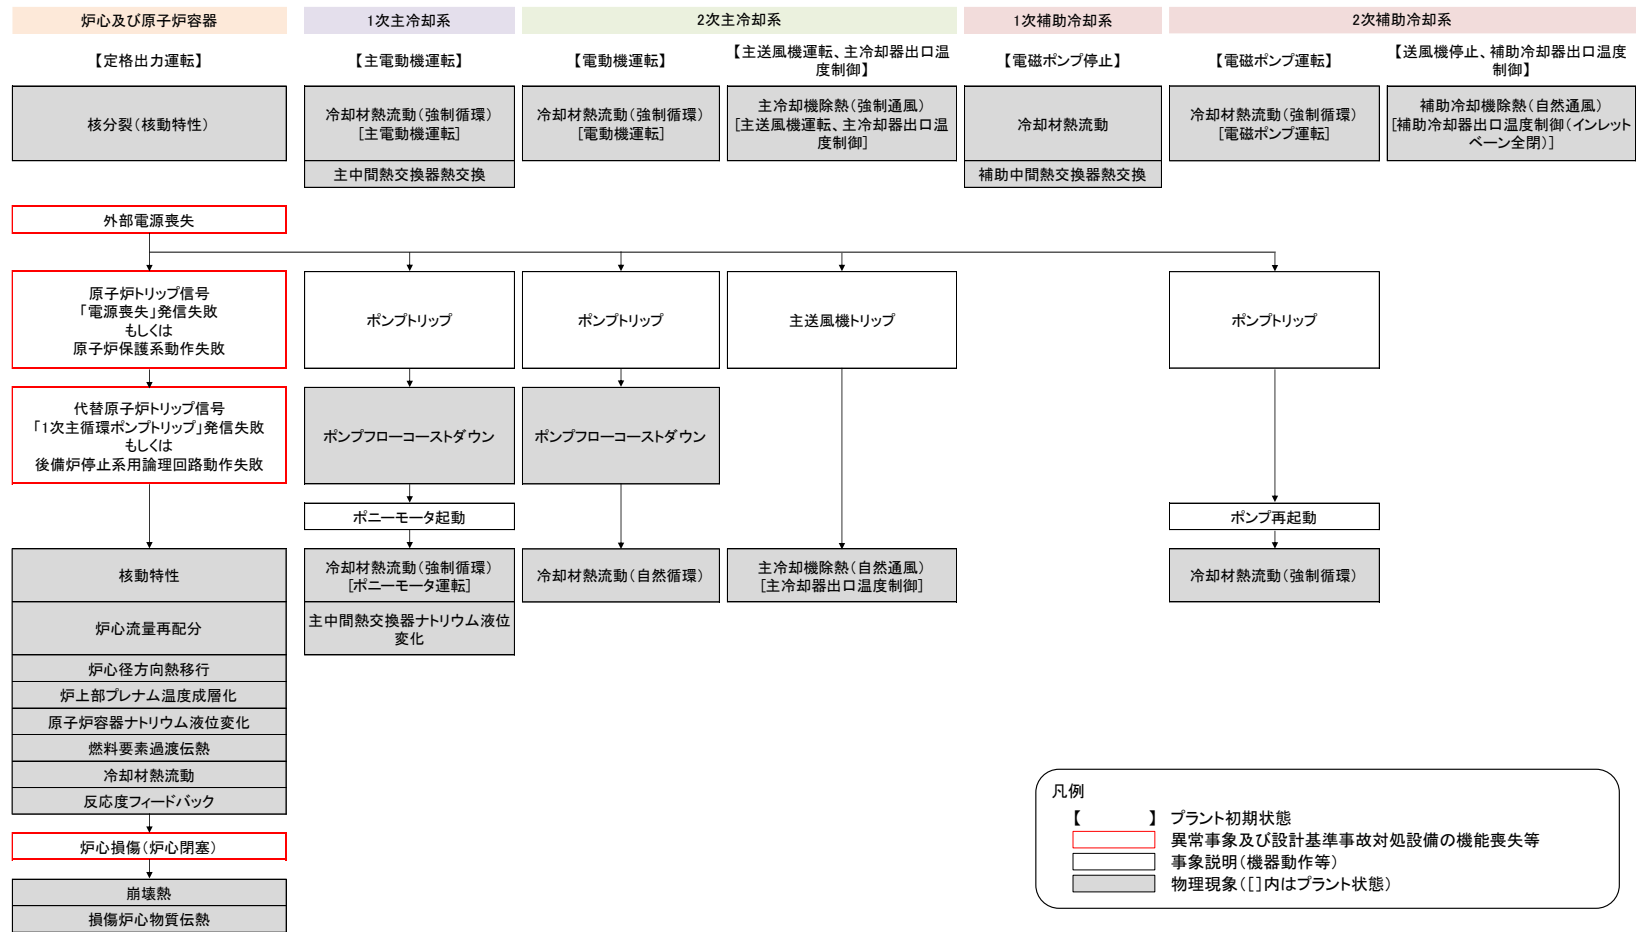 炉心及び原子炉容器
1次主冷却系
2次主冷却系
1次補助冷却系
2次補助冷却系
【定格出力運転】
【主電動機運転】
【電動機運転】
【主送風機運転、主冷却器出口温
度制御】
【電磁ポンプ停止】
【電磁ポンプ運転】
【送風機停止、補助冷却器出口温度
制御】
核分裂(核動特性)
冷却材熱流動(強制循環)
[主電動機運転]
冷却材熱流動(強制循環)
[電動機運転]
主冷却機除熱(強制通風)
[主送風機運転、主冷却器出口温
度制御]
冷却材熱流動
冷却材熱流動(強制循環)
[電磁ポンプ運転]
補助冷却機除熱(自然通風)
[補助冷却器出口温度制御(インレット
ベーン全閉)]
主中間熱交換器熱交換
補助中間熱交換器熱交換
外部電源喪失
原子炉トリップ信号
「電源喪失」発信失敗
もしくは
原子炉保護系動作失敗
ポンプトリップ
ポンプトリップ
主送風機トリップ
ポンプトリップ
代替原子炉トリップ信号
「1次主循環ポンプトリップ」発信失敗
もしくは
後備炉停止系用論理回路動作失敗
ポンプフローコーストダウン
ポンプフローコーストダウン
ポニーモータ起動
ポンプ再起動
核動特性
冷却材熱流動(強制循環)
[ポニーモータ運転]
冷却材熱流動(自然循環)
主冷却機除熱(自然通風)
[主冷却器出口温度制御]
冷却材熱流動(強制循環)
炉心流量再配分
主中間熱交換器ナトリウム液位
変化
炉心径方向熱移行
炉上部プレナム温度成層化
原子炉容器ナトリウム液位変化
燃料要素過渡伝熱
冷却材熱流動
反応度フィードバック
炉心損傷(炉心閉塞)
崩壊熱
損傷炉心物質伝熱
凡例
【 】 プラント初期状態
異常事象及び設計基準事故対処設備の機能喪失等
事象説明(機器動作等)
物理現象([]内はプラント状態)